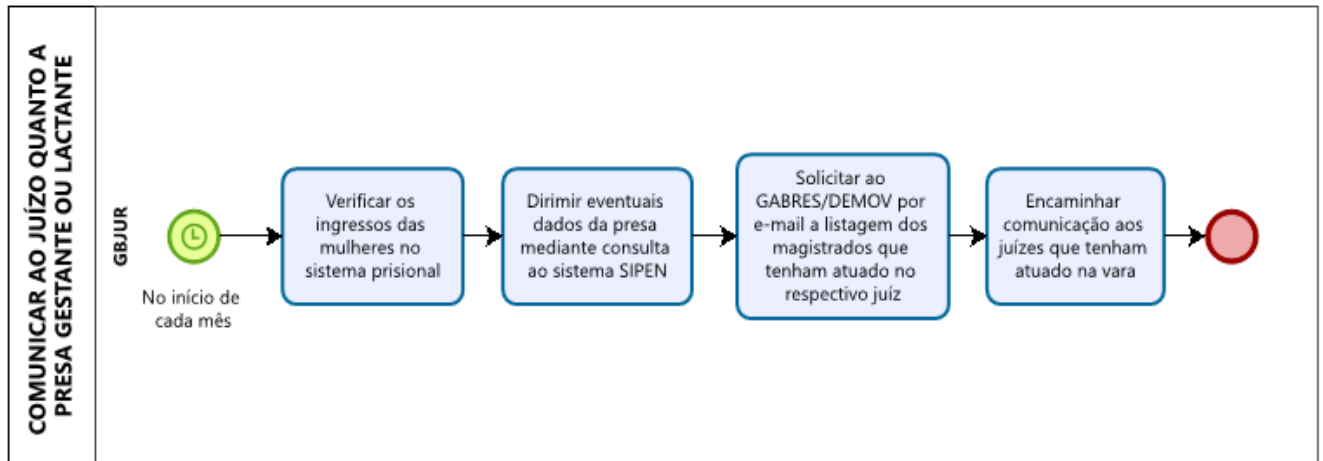 COMUNICAR AO JUÍZO QUANTO A
PRESA GESTANTE OU LACTANTE
GBJUR
No início de
cada mês
Verificar os
ingressos das
mulheres no
sistema prisional
Dirimir eventuais
dados da presa
mediante consulta
ao sistema SIPEN
Solicitar ao
GABRES/DEMOV por
e-mail a listagem dos
magistrados que
tenham atuado no
respectivo juíz
Encaminhar
comunicação aos
juízes que tenham
atuado na vara